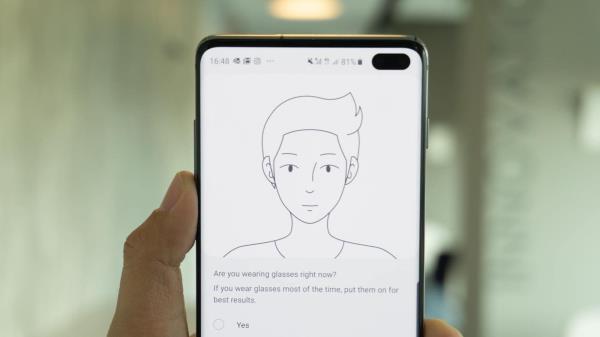 16:48 81%
Are you wearing glasses right now?
If you wear glasses most of the time, put them on for
best results.
Yes